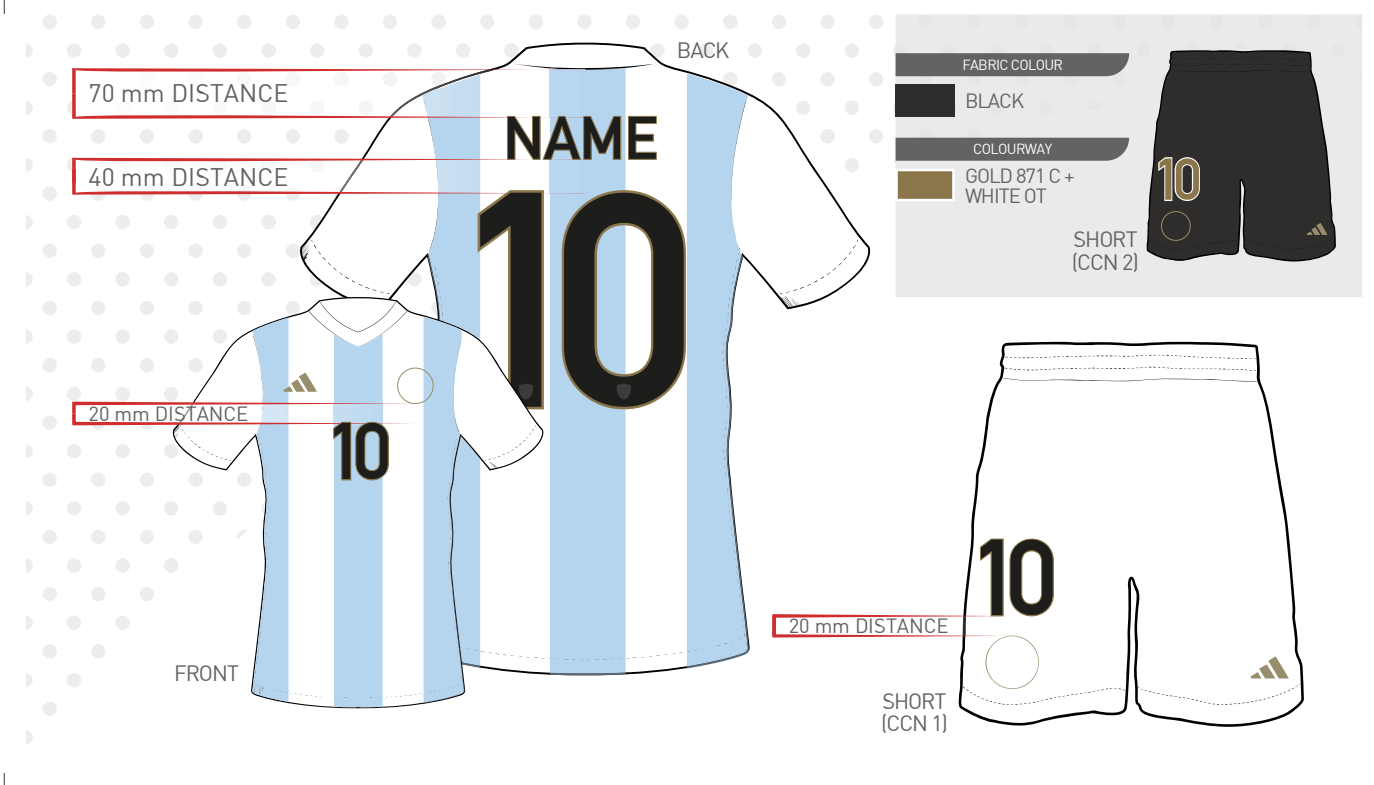 BACK
70 mm DISTANCE
NAME
40 mm DISTANCE
10
20 mm DISTANCE
10
FRONT
FABRIC COLOUR
BLACK
COLOURWAY
GOLD 871 C +
WHITE OT
10
SHORT
(CCN 2)
10
20 mm DISTANCE
SHORT
(CCN 1)